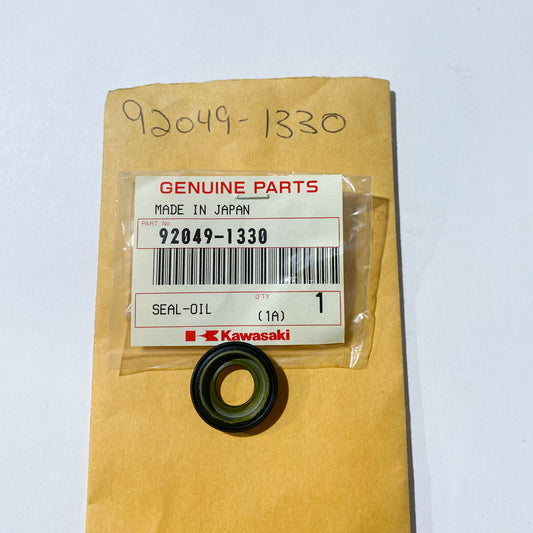 92049-1330
GENUINE PARTS
MADE IN JAPAN
PART No.
92049-1330
Q'TY
SEAL-OIL (1A) 1
Kawasaki